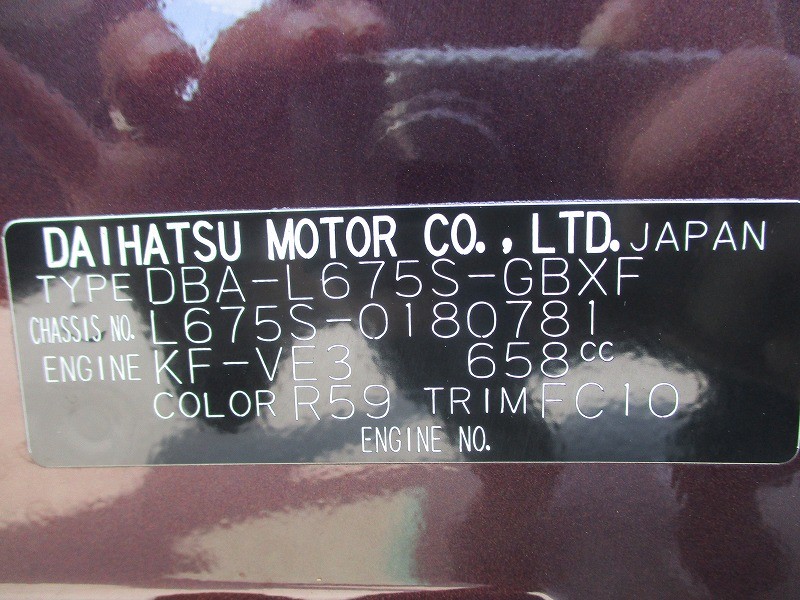 DAIHATSU MOTOR CO., LTD. JAPAN
TYPE DBA-L675S-GBXF
CHASSIS NO. L675S-0180781
ENGINE KF-VE3 658cc
COLOR R59 TRIM FC10
ENGINE NO.